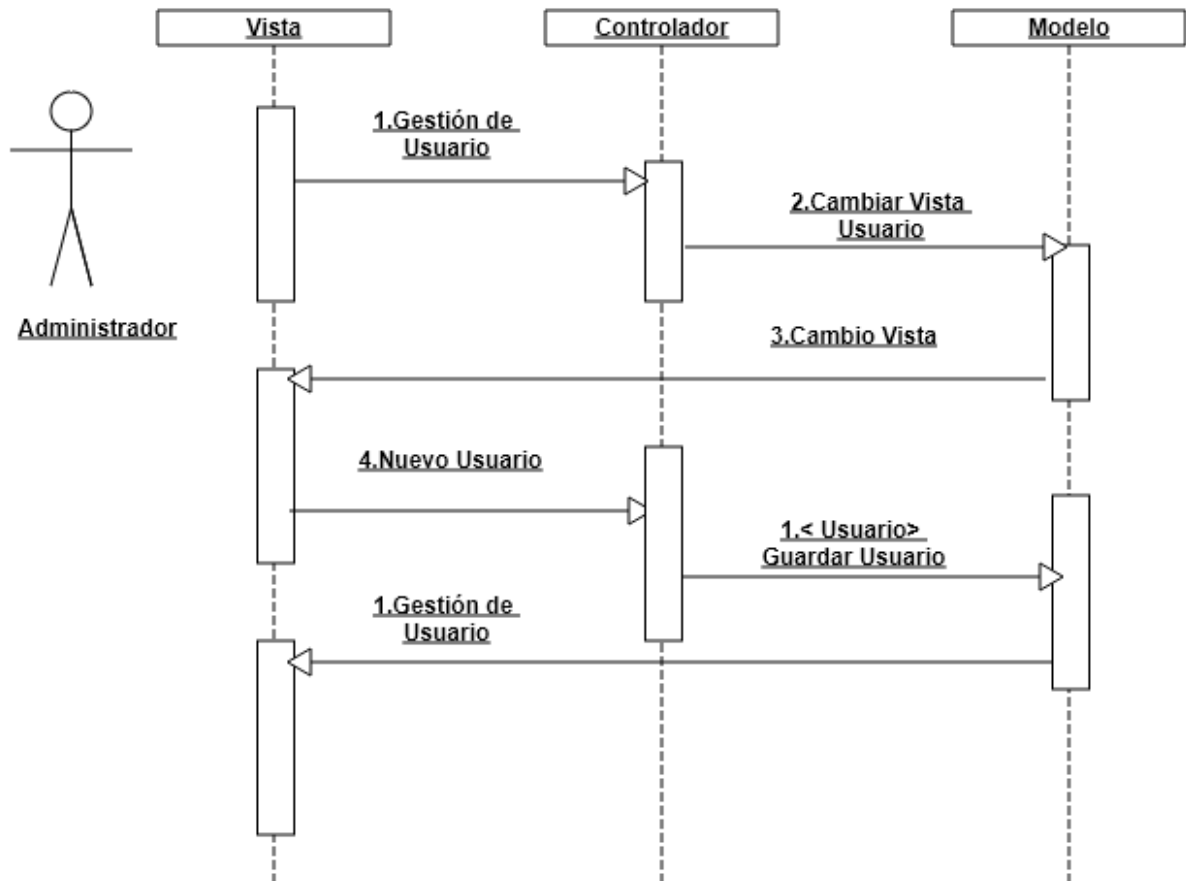 Vista
Controlador
Modelo
1.Gestión de
Usuario
2.Cambiar Vista
Usuario
Administrador
3.Cambio Vista
4.Nuevo Usuario
1.< Usuario>
Guardar Usuario
1.Gestión de
Usuario